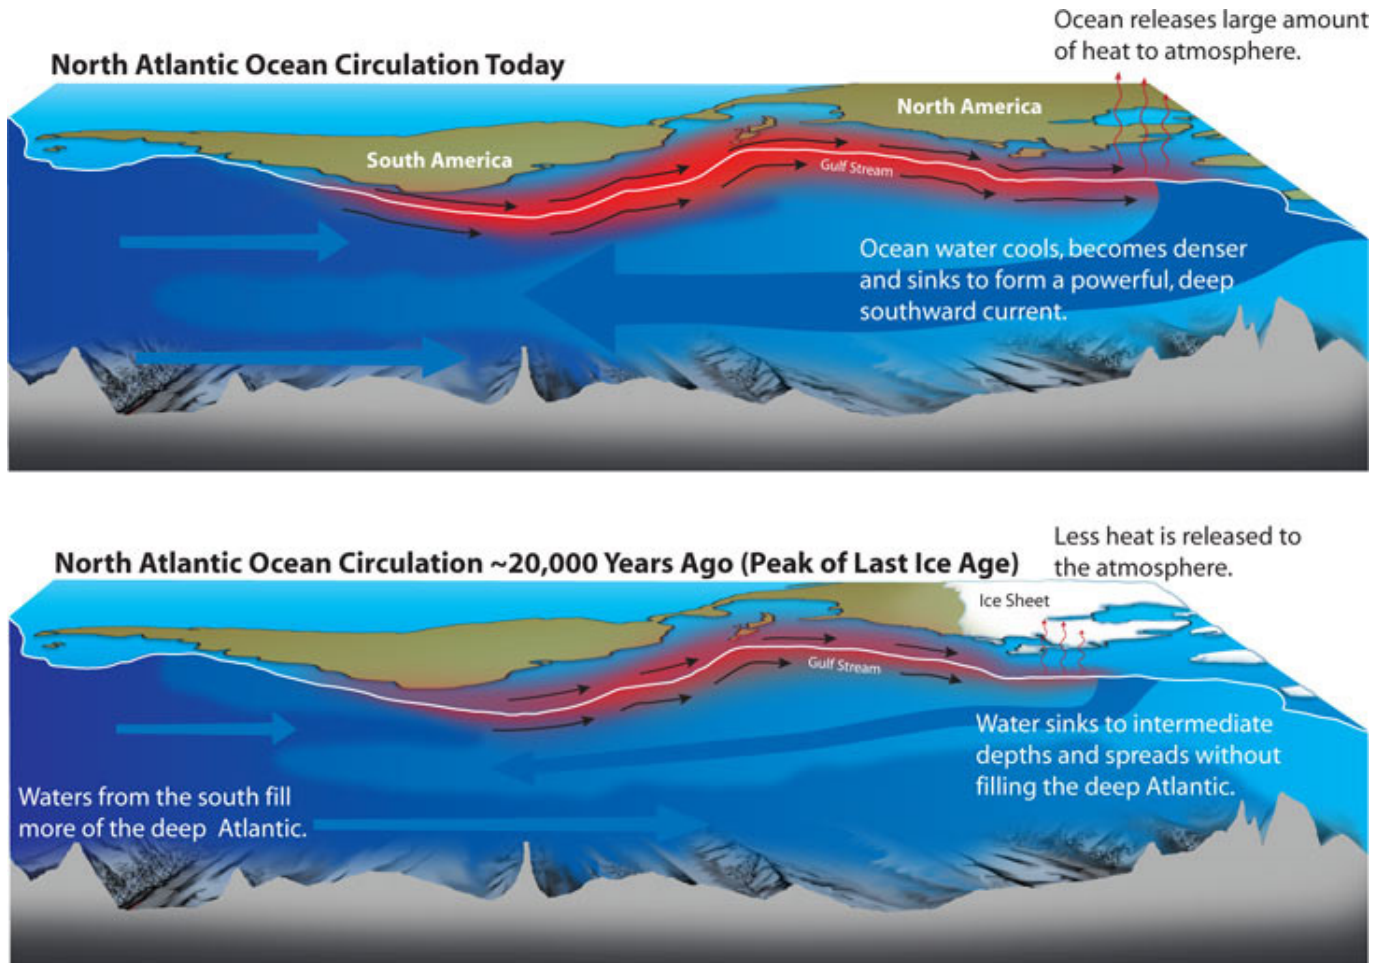 Ocean releases large amount
of heat to atmosphere.
North Atlantic Ocean Circulation Today
North America
South America
Gulf Stream
Ocean water cools, becomes denser
and sinks to form a powerful, deep
southward current.
Less heat is released to
the atmosphere.
North Atlantic Ocean Circulation ~20,000 Years Ago (Peak of Last Ice Age)
Ice Sheet
Gulf Stream
Water sinks to intermediate
depths and spreads without
filling the deep Atlantic.
Waters from the south fill
more of the deep Atlantic.